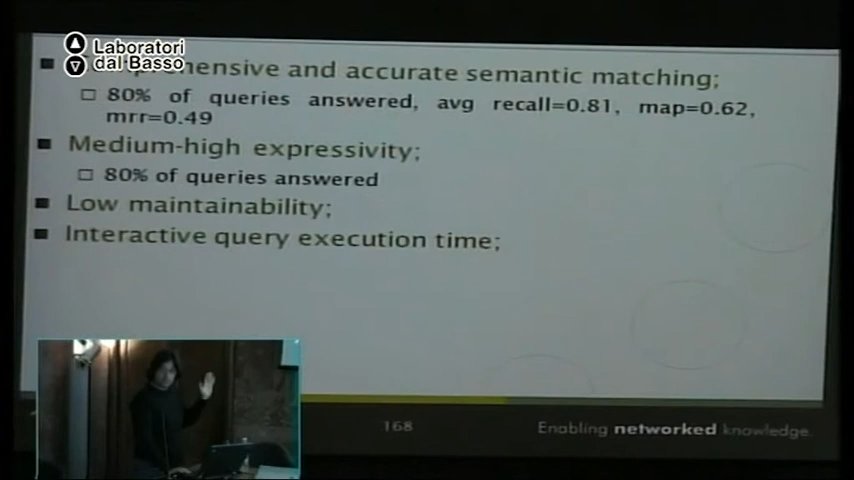 Laboratori
dal Basso
and accurate semantic matching;
80% of queries answered, avg recall=0.81, map=0.62,
mrr=0.49
Medium-high expressivity;
80% of queries answered
Low maintainability;
Interactive query execution time;
168
Enabling networked knowledge.